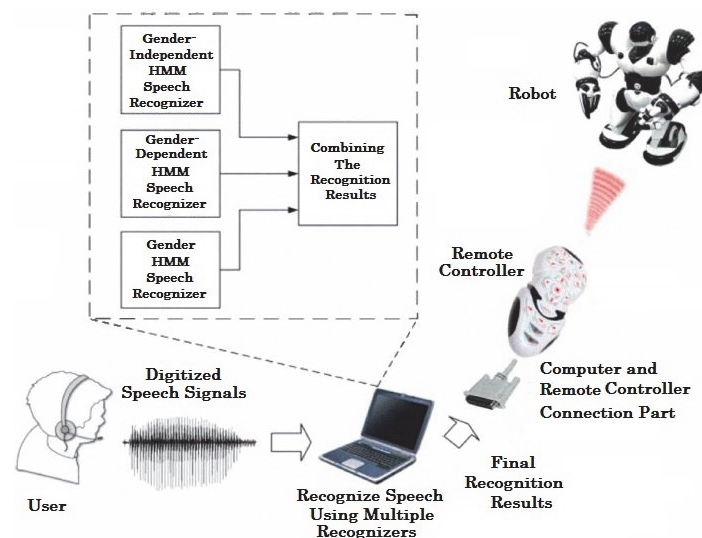 Gender-
Independent
HMM
Speech
Recognizer
Gender-
Dependent
HMM
Speech
Recognizer
Gender
HMM
Speech
Recognizer
Combining
The
Recognition
Results
Robot
Remote
Controller
Computer and
Remote Controller
Connection Part
Digitized
Speech Signals
User
Recognize Speech
Using Multiple
Recognizers
Final
Recognition
Results